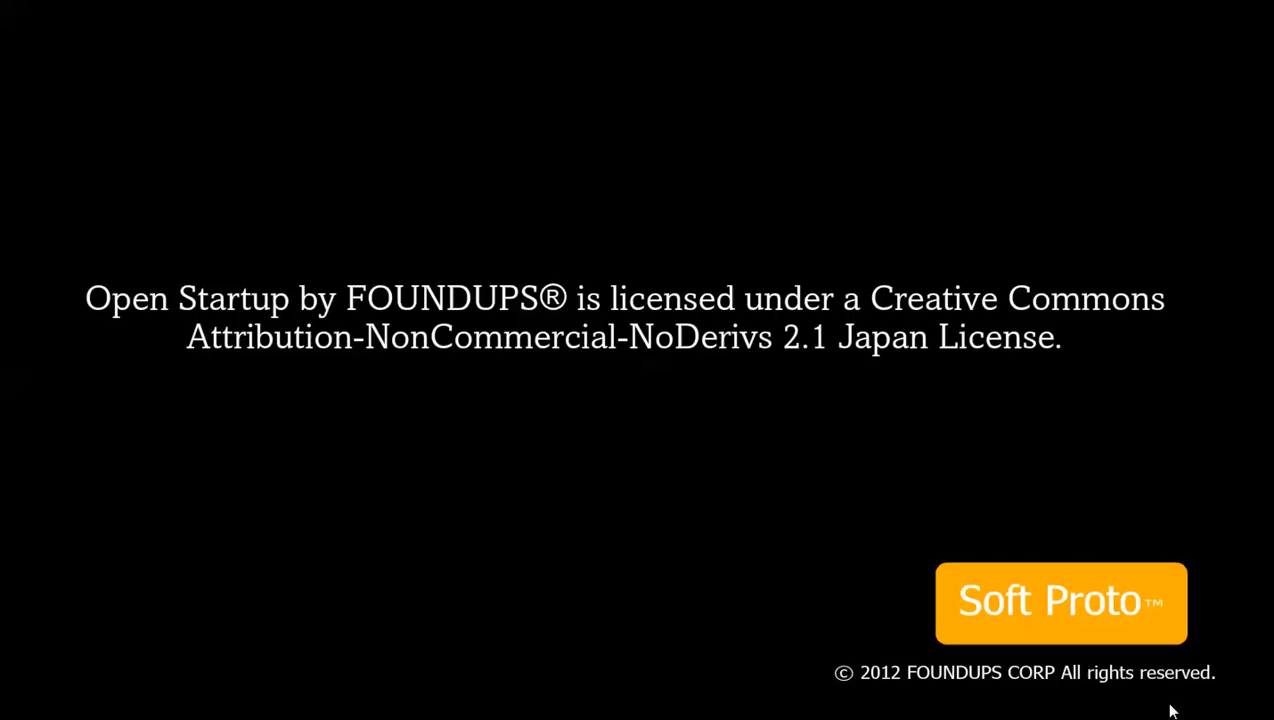 Open Startup by FOUNDUPS® is licensed under a Creative Commons
Attribution-NonCommercial-NoDerivs 2.1 Japan License.
Soft Proto™
© 2012 FOUNDUPS CORP All rights reserved.